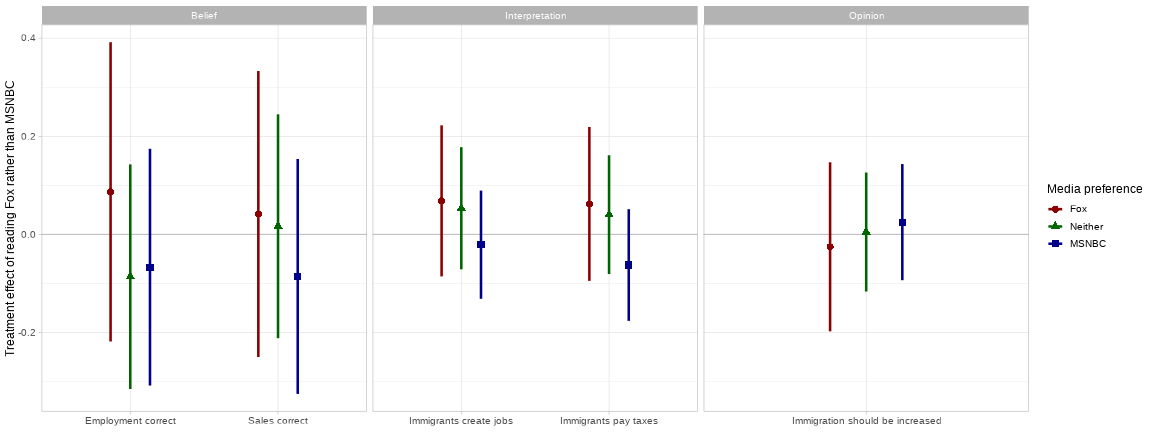 Belief
Interpretation
Opinion
Treatment effect of reading Fox rather than MSNBC
0.4
0.2
0.0
-0.2
Employment correct
Sales correct
Immigrants create jobs
Immigrants pay taxes
Immigration should be increased
Media preference
Fox
Neither
MSNBC